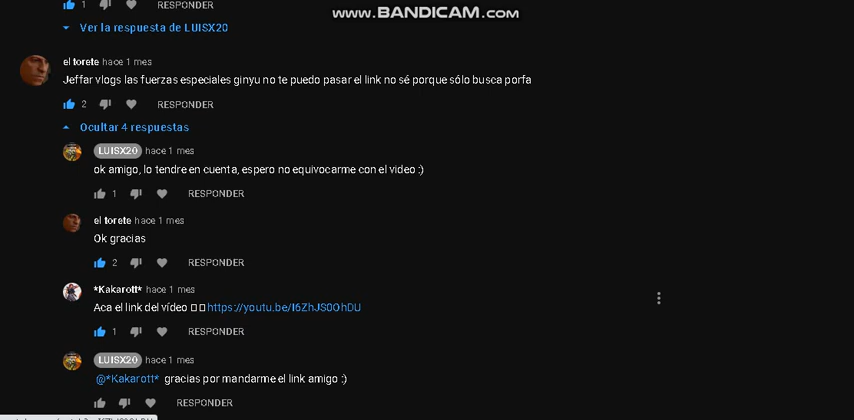 www.BANDICAM.com
1 RESPONDER
Ver la respuesta de LUISX20
el torete hace 1 mes
Jeffar vlogs las fuerzas especiales ginyu no te puedo pasar el link no sé porque sólo busca porfa
2 RESPONDER
Ocultar 4 respuestas
LUISX20 hace 1 mes
ok amigo, lo tendre en cuenta, espero no equivocarme con el video :)
1 RESPONDER
el torete hace 1 mes
Ok gracias
2 RESPONDER
*Kakarott* hace 1 mes
Aca el link del vídeo https://youtu.be/I6ZhJS0OhDU
1 RESPONDER
LUISX20 hace 1 mes
@*Kakarott* gracias por mandarme el link amigo :)
RESPONDER